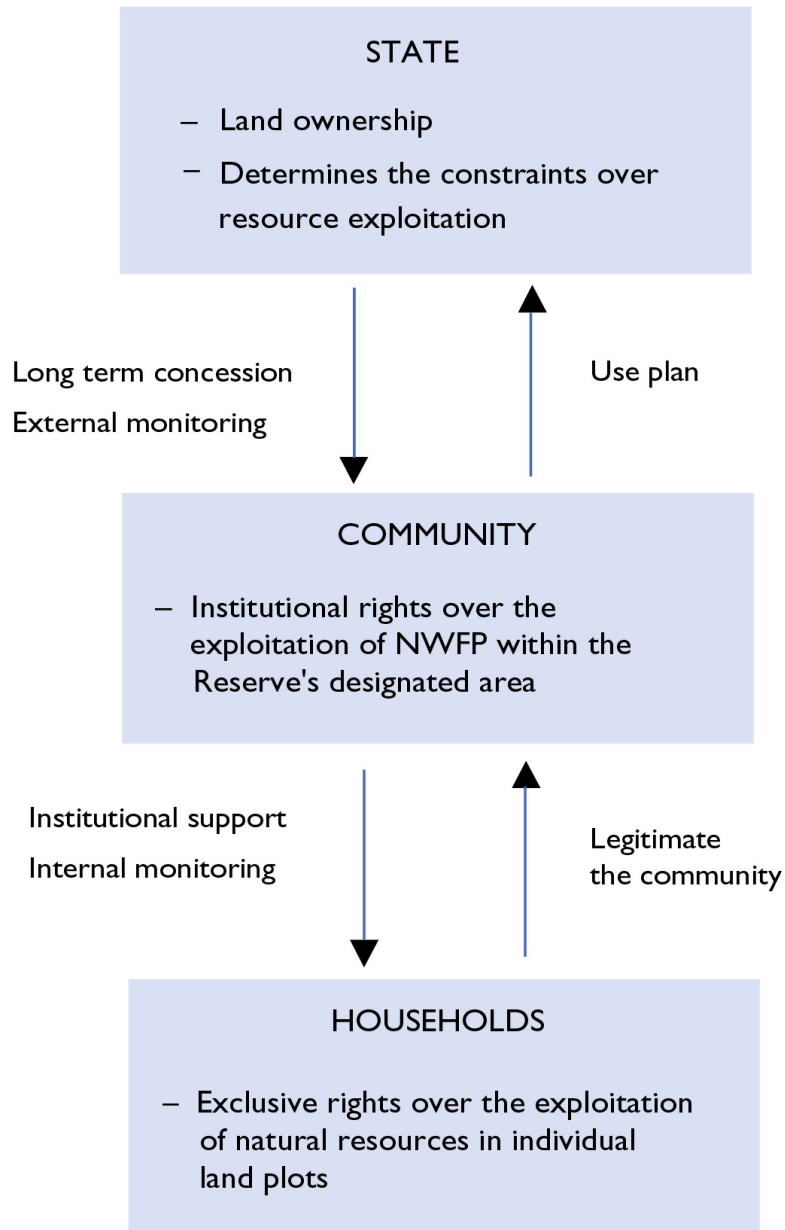 STATE
– Land ownership
– Determines the constraints over
resource exploitation
Long term concession
External monitoring
Use plan
COMMUNITY
– Institutional rights over the
exploitation of NWFP within the
Reserve's designated area
Institutional support
Internal monitoring
Legitimate
the community
HOUSEHOLDS
– Exclusive rights over the exploitation
of natural resources in individual
land plots